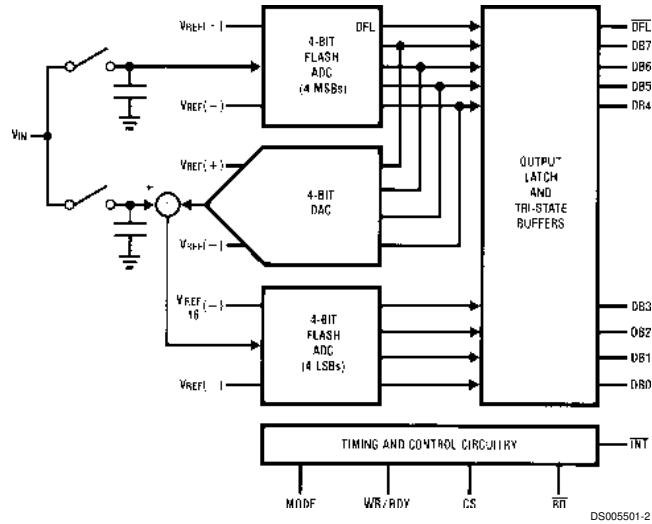 VREF(-)
4-BIT
FLASH
ADC
(4 MSBs)
DFL
VREF(-)
VIN
VREF(+)
4-BIT
DAC
VREF(-)
+
VREF(-)
16
4-BIT
FLASH
ADC
(4 LSBs)
OUTPUT
LATCH
AND
TRI-STATE
BUFFERS
DFL
DB7
DB6
DB5
DB4
DB3
DB2
DB1
DB0
TIMING AND CONTROL CIRCUITRY
INT
MODE
WR/RDY
CS
RD
DS005501-2